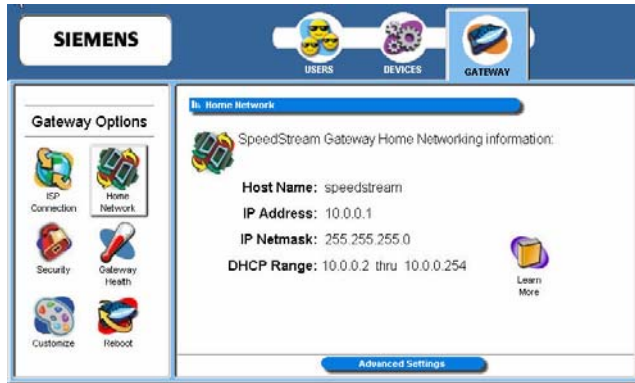 SIEMENS
USERS
DEVICES
GATEWAY
Gateway Options
ISP Connection
Home Network
Security
Gateway Health
Customize
Reboot
Home Network
SpeedStream Gateway Home Networking information:
Host Name: speedstream
IP Address: 10.0.0.1
IP Netmask: 255.255.255.0
DHCP Range: 10.0.0.2 thru 10.0.0.254
Learn More
Advanced Settings